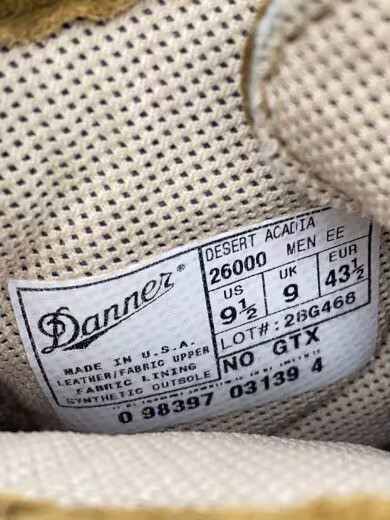 Danner®
MADE IN U.S.A.
LEATHER/FABRIC UPPER
FABRIC LINING
SYNTHETIC OUTSOLE
DESERT ACADIA
26000 MEN EE
US 9½
UK 9
EUR 43½
LOT#: 28G468
NO GTX
0 98397 03139 4